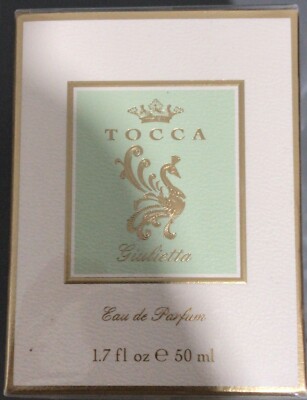 TOCCA
Giulietta
Eau de Parfum
1.7 fl oz ℮ 50 ml